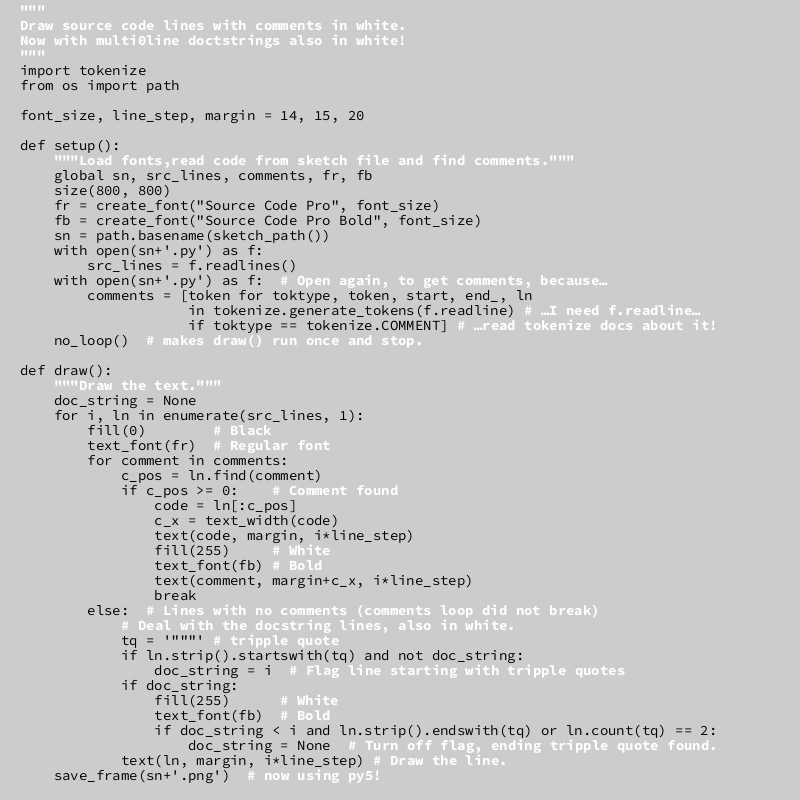 """
Draw source code lines with comments in white.
Now with multi0line doctstrings also in white!
"""
import tokenize
from os import path

font_size, line_step, margin = 14, 15, 20

def setup():
    """Load fonts,read code from sketch file and find comments."""
    global sn, src_lines, comments, fr, fb
    size(800, 800)
    fr = create_font("Source Code Pro", font_size)
    fb = create_font("Source Code Pro Bold", font_size)
    sn = path.basename(sketch_path())
    with open(sn+'.py') as f:
        src_lines = f.readlines()
    with open(sn+'.py') as f:  # Open again, to get comments, because…
        comments = [token for toktype, token, start, end_, ln
                    in tokenize.generate_tokens(f.readline) # …I need f.readline…
                    if toktype == tokenize.COMMENT] # …read tokenize docs about it!
    no_loop()  # makes draw() run once and stop.

def draw():
    """Draw the text."""
    doc_string = None
    for i, ln in enumerate(src_lines, 1):
        fill(0)        # Black
        text_font(fr)  # Regular font
        for comment in comments:
            c_pos = ln.find(comment)
            if c_pos >= 0:    # Comment found
                code = ln[:c_pos]
                c_x = text_width(code)
                text(code, margin, i*line_step)
                fill(255)     # White
                text_font(fb) # Bold
                text(comment, margin+c_x, i*line_step)
                break
        else:  # Lines with no comments (comments loop did not break)
            # Deal with the docstring lines, also in white.
            tq = '"""' # tripple quote
            if ln.strip().startswith(tq) and not doc_string:
                doc_string = i  # Flag line starting with tripple quotes
            if doc_string:
                fill(255)      # White
                text_font(fb)  # Bold
                if doc_string < i and ln.strip().endswith(tq) or ln.count(tq) == 2:
                    doc_string = None  # Turn off flag, ending tripple quote found.
            text(ln, margin, i*line_step) # Draw the line.
    save_frame(sn+'.png')  # now using py5!